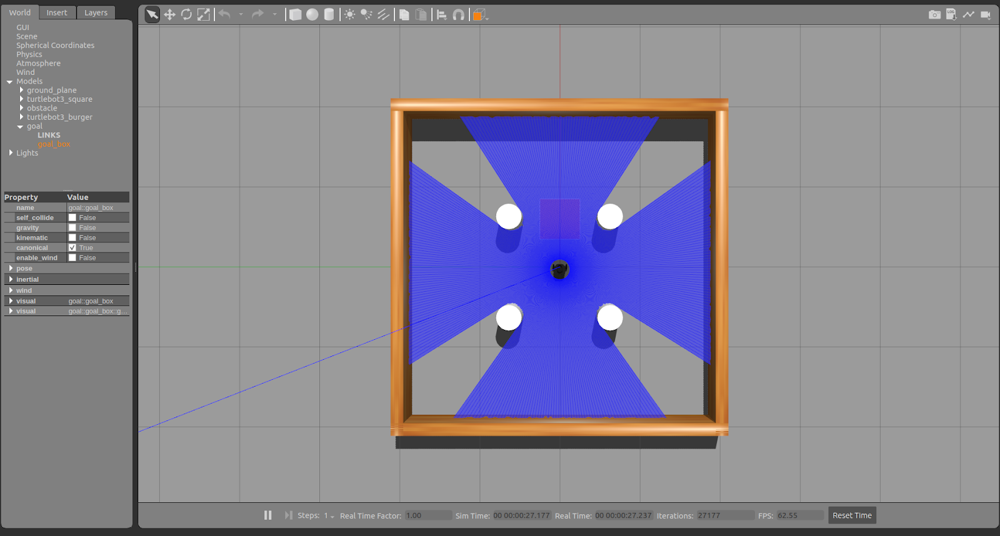 World Insert Layers
GUI
Scene
Spherical Coordinates
Physics
Atmosphere
Wind
Models
ground_plane
turtlebot3_square
obstacle
turtlebot3_burger
goal
LINKS
goal_box
Lights
Property Value
name goal::goal_box
self_collide False
gravity False
kinematic False
canonical True
enable_wind False
pose
inertial
wind
visual goal::goal_box
visual goal::goal_box::g...
LOG
Steps: 1 Real Time Factor: 1.00 Sim Time: 00 00:00:27.177 Real Time: 00 00:00:27.237 Iterations: 27177 FPS: 62.55 Reset Time